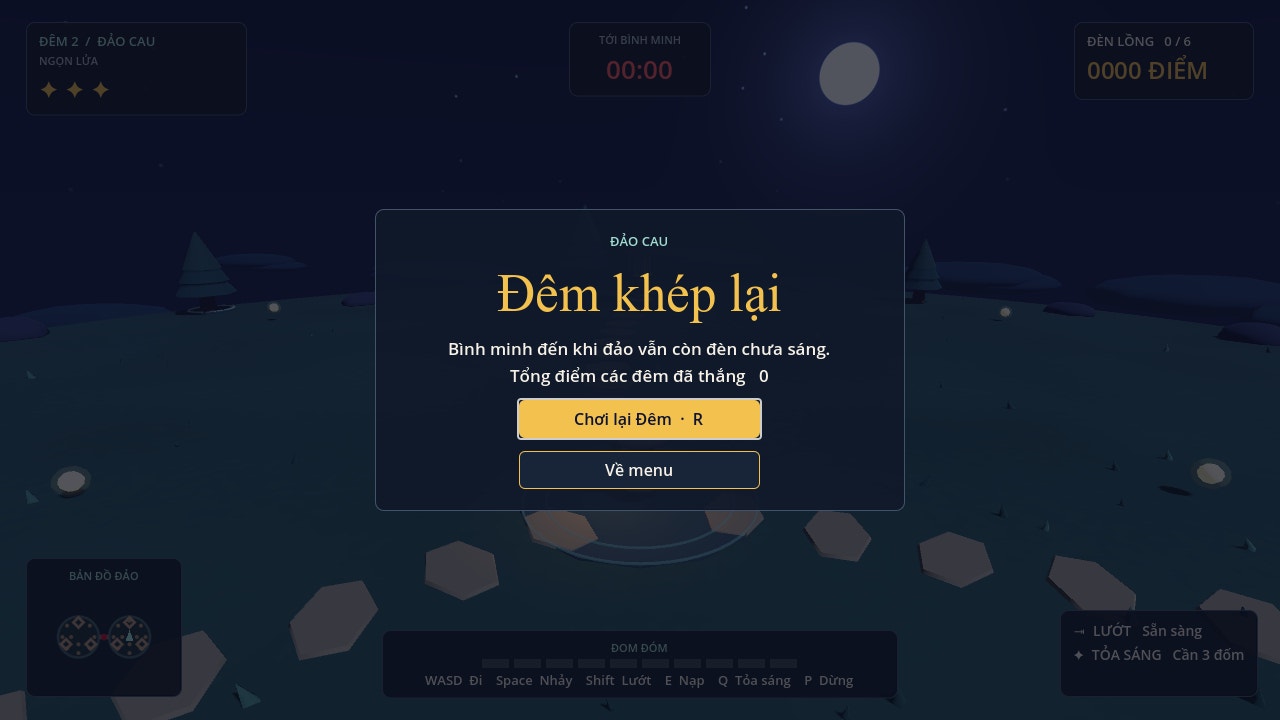 ĐÊM 2 / ĐẢO CAU
NGỌN LỬA
TỚI BÌNH MINH
00:00
ĐÈN LỒNG 0 / 6
0000 ĐIỂM
ĐẢO CAU
Đêm khép lại
Bình minh đến khi đảo vẫn còn đèn chưa sáng.
Tổng điểm các đêm đã thắng 0
Chơi lại Đêm · R
Về menu
BẢN ĐỒ ĐẢO
ĐOM ĐÓM
WASD Đi Space Nhảy Shift Lướt E Nạp Q Tỏa sáng P Dừng
→ LƯỚT Sẵn sàng
✦ TỎA SÁNG Cần 3 đốm